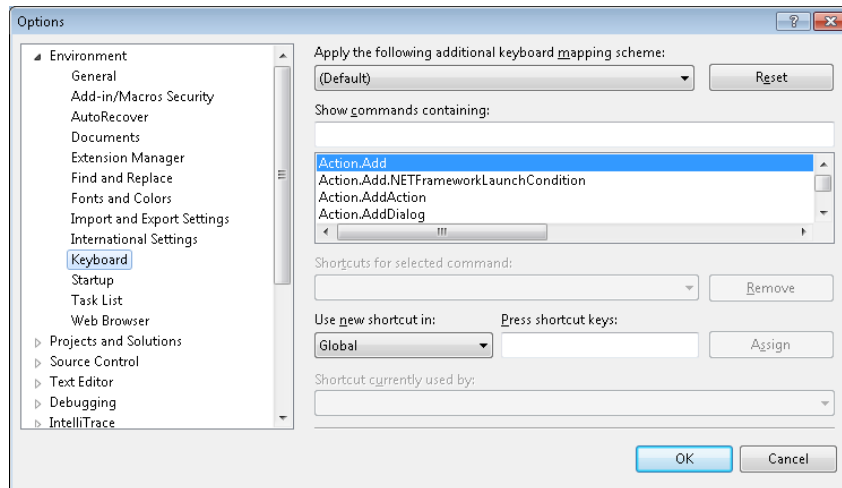 Options
Environment
General
Add-in/Macros Security
AutoRecover
Documents
Extension Manager
Find and Replace
Fonts and Colors
Import and Export Settings
International Settings
Keyboard
Startup
Task List
Web Browser
Projects and Solutions
Source Control
Text Editor
Debugging
IntelliTrace
Apply the following additional keyboard mapping scheme:
(Default)
Reset
Show commands containing:
Action.Add
Action.Add.NETFrameworkLaunchCondition
Action.AddAction
Action.AddDialog
Shortcuts for selected command:
Remove
Use new shortcut in:
Press shortcut keys:
Global
Assign
Shortcut currently used by:
OK
Cancel